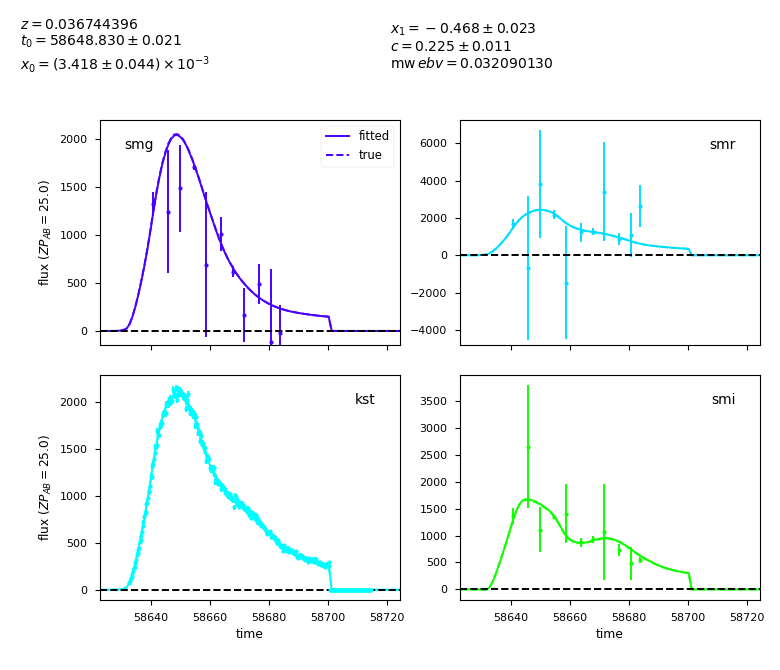 z = 0.036744396
t₀ = 58648.830 ± 0.021
x₀ = (3.418 ± 0.044) × 10⁻³
x₁ = −0.468 ± 0.023
c = 0.225 ± 0.011
mw ebv = 0.032090130
smg
fitted
true
flux (ZP_AB = 25.0)
2000
1500
1000
500
0
smr
6000
4000
2000
0
−2000
−4000
kst
flux (ZP_AB = 25.0)
2000
1500
1000
500
0
58640 58660 58680 58700 58720
time
smi
3500
3000
2500
2000
1500
1000
500
0
58640 58660 58680 58700 58720
time